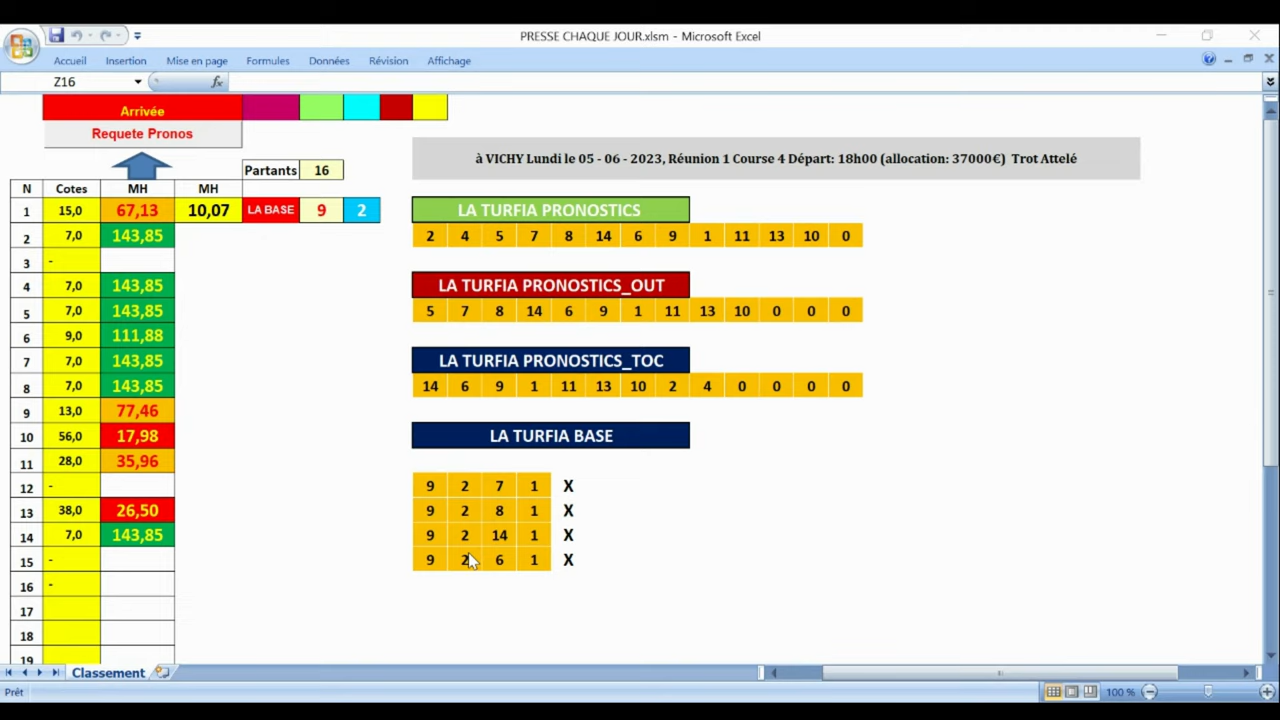 PRESSE CHAQUE JOUR.xlsm - Microsoft Excel
Accueil Insertion Mise en page Formules Données Révision Affichage
Z16 fx
Arrivée
Requete Pronos
à VICHY Lundi le 05 - 06 - 2023, Réunion 1 Course 4 Départ: 18h00 (allocation: 37000€) Trot Attelé
Partants 16
N Cotes MH MH
1 15,0 67,13 10,07 LA BASE 9 2 LA TURFIA PRONOSTICS
2 7,0 143,85 2 4 5 7 8 14 6 9 1 11 13 10 0
3 -
4 7,0 143,85 LA TURFIA PRONOSTICS_OUT
5 7,0 143,85 5 7 8 14 6 9 1 11 13 10 0 0 0
6 9,0 111,88
7 7,0 143,85 LA TURFIA PRONOSTICS_TOC
8 7,0 143,85 14 6 9 1 11 13 10 2 4 0 0 0 0
9 13,0 77,46
10 56,0 17,98 LA TURFIA BASE
11 28,0 35,96
12 - 9 2 7 1 X
13 38,0 26,50 9 2 8 1 X
14 7,0 143,85 9 2 14 1 X
15 - 9 2 6 1 X
16 -
17
18
19
Classement
Prêt 100 %